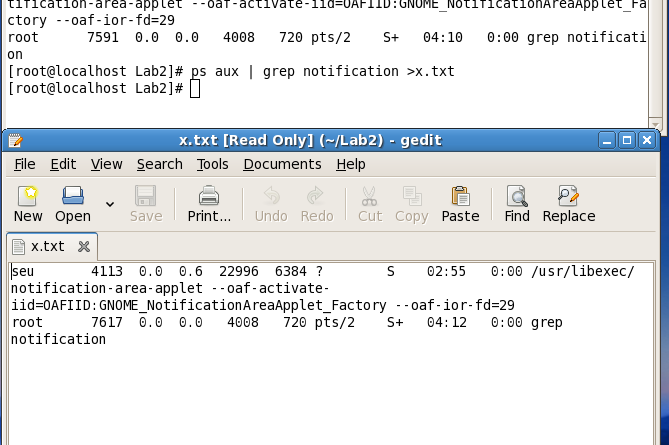 tification-area-applet --oaf-activate-iid=OAFIID:GNOME_NotificationAreaApplet_Fa
ctory --oaf-ior-fd=29
root      7591  0.0  0.0   4008   720 pts/2    S+   04:10   0:00 grep notificati
on
[root@localhost Lab2]# ps aux | grep notification >x.txt
[root@localhost Lab2]#
x.txt [Read Only] (~/Lab2) - gedit
File Edit View Search Tools Documents Help
New Open Save Print... Undo Redo Cut Copy Paste Find Replace
x.txt
seu       4113  0.0  0.6  22996  6384 ?        S    02:55   0:00 /usr/libexec/
notification-area-applet --oaf-activate-
iid=OAFIID:GNOME_NotificationAreaApplet_Factory --oaf-ior-fd=29
root      7617  0.0  0.0   4008   720 pts/2    S+   04:12   0:00 grep
notification